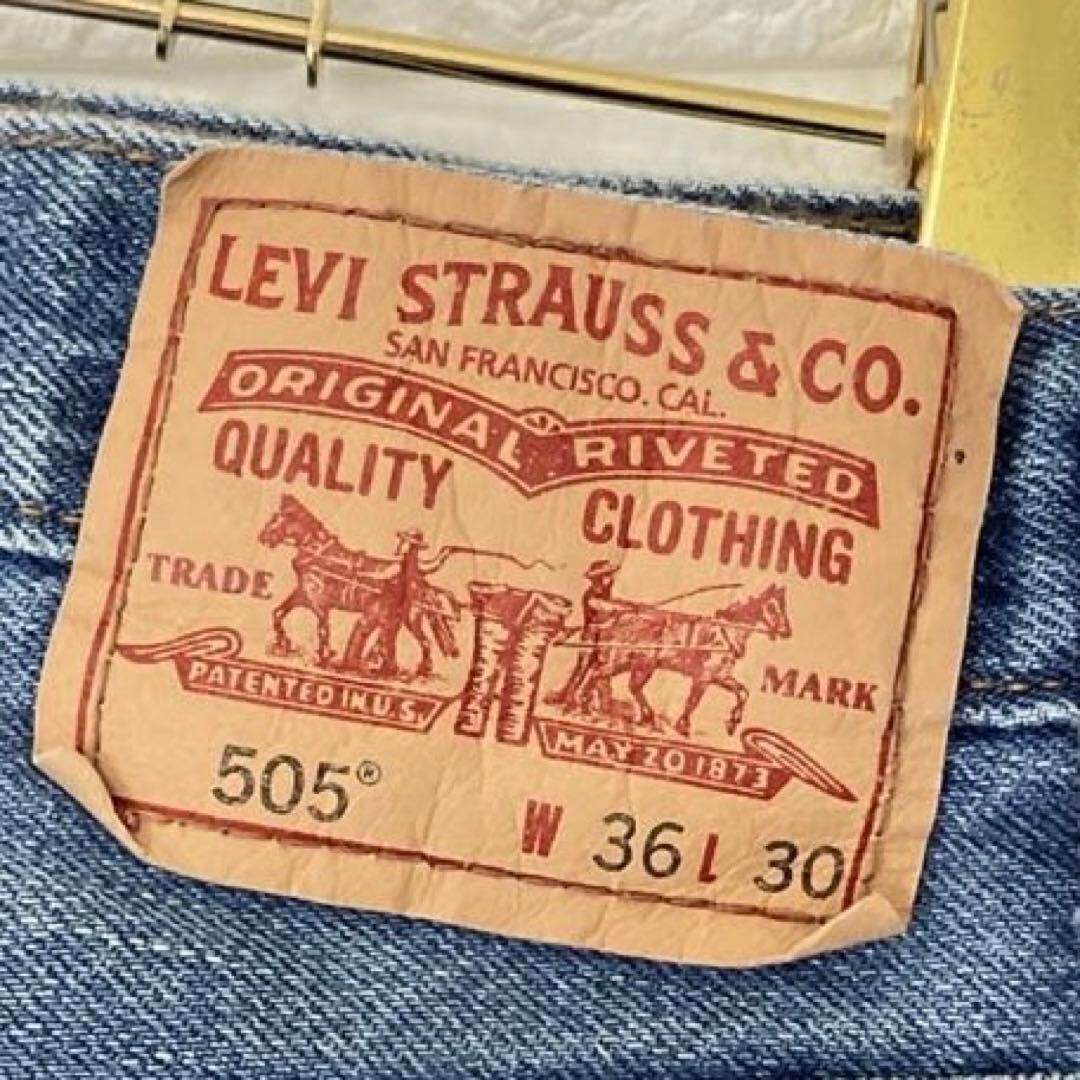 LEVI STRAUSS & CO.
SAN FRANCISCO. CAL.
ORIGINAL RIVETED
QUALITY CLOTHING
TRADE MARK
PATENTED IN U.S.
MAY 20 1873
505®
W 36 L 30